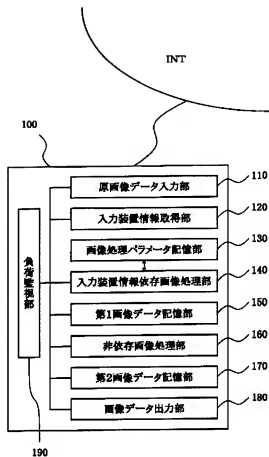 INT
100
原画像データ入力部
110
入力装置情報取得部
120
画像処理パラメータ記憶部
130
入力装置情報依存画像処理部
140
第1画像データ記憶部
150
非依存画像処理部
160
第2画像データ記憶部
170
画像データ出力部
180
負荷監視部
190